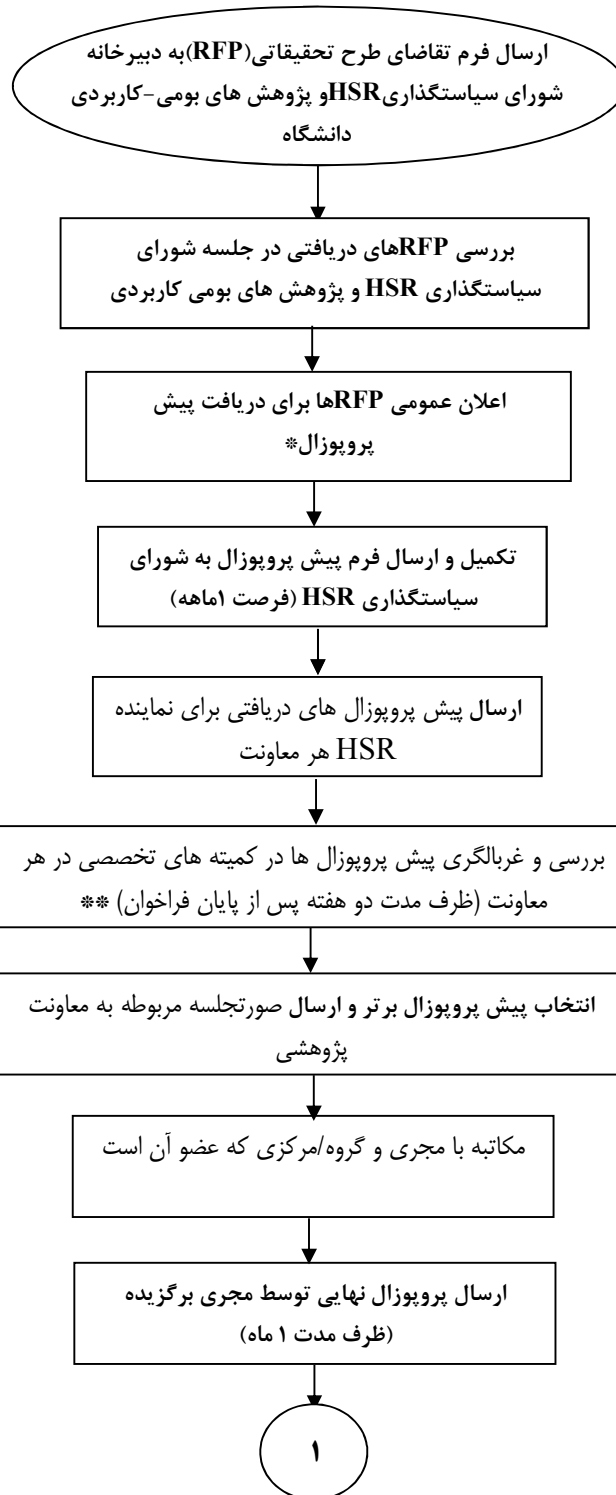 ارسال فرم تقاضای طرح تحقیقاتی(RFP)به دبیرخانه
شورای سیاستگذاریHSRو پژوهش های بومی-کاربردی
دانشگاه
بررسی RFPهای دریافتی در جلسه شورای
سیاستگذاری HSR و پژوهش های بومی کاربردی
اعلان عمومی RFPها برای دریافت پیش
پروپوزال*
تکمیل و ارسال فرم پیش پروپوزال به شورای
سیاستگذاری HSR (فرصت ۱ماهه)
ارسال پیش پروپوزال های دریافتی برای نماینده
HSR هر معاونت
بررسی و غربالگری پیش پروپوزال ها در کمیته های تخصصی در هر
معاونت (ظرف مدت دو هفته پس از پایان فراخوان) **
انتخاب پیش پروپوزال برتر و ارسال صورتجلسه مربوطه به معاونت
پژوهشی
مکاتبه با مجری و گروه/مرکزی که عضو آن است
ارسال پروپوزال نهایی توسط مجری برگزیده
(ظرف مدت ۱ ماه)
۱